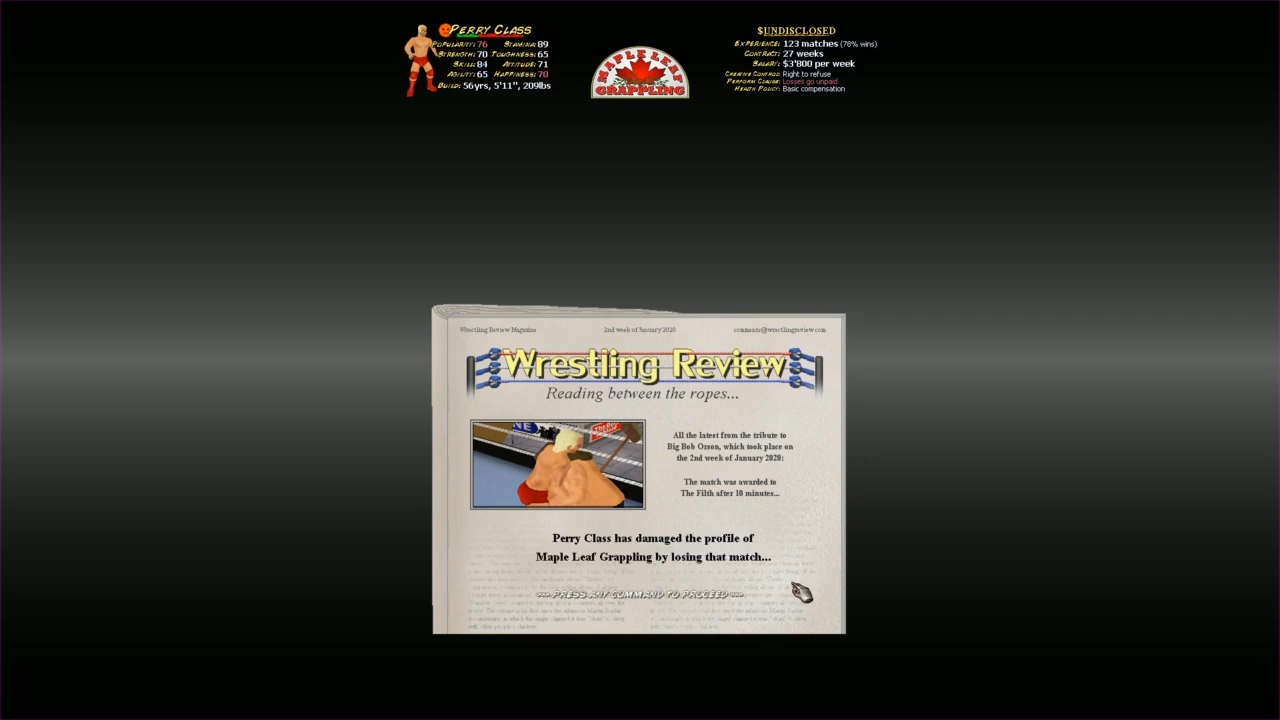 PERRY CLASS
POPULARITY: 76 STAMINA: 89
STRENGTH: 70 TOUGHNESS: 65
SKILL: 84 ATTITUDE: 71
AGILITY: 65 HAPPINESS: 70
BUILD: 56yrs, 5'11", 209lbs
MAPLE LEAF
GRAPPLING
$UNDISCLOSED
EXPERIENCE: 123 matches (78% wins)
CONTRACT: 27 weeks
SALARY: $3'800 per week
CREATIVE CONTROL: Right to refuse
PERFORM CLAUSE: Losses go unpaid
HEALTH POLICY: Basic compensation
Wrestling Review Magazine 2nd week of January 2020 comments@wrestlingreview.com
Wrestling Review
Reading between the ropes...
All the latest from the tribute to
Big Bob Orson, which took place on
the 2nd week of January 2020:
The match was awarded to
The Filth after 10 minutes...
Perry Class has damaged the profile of
Maple Leaf Grappling by losing that match...
>>> PRESS ANY COMMAND TO PROCEED >>>